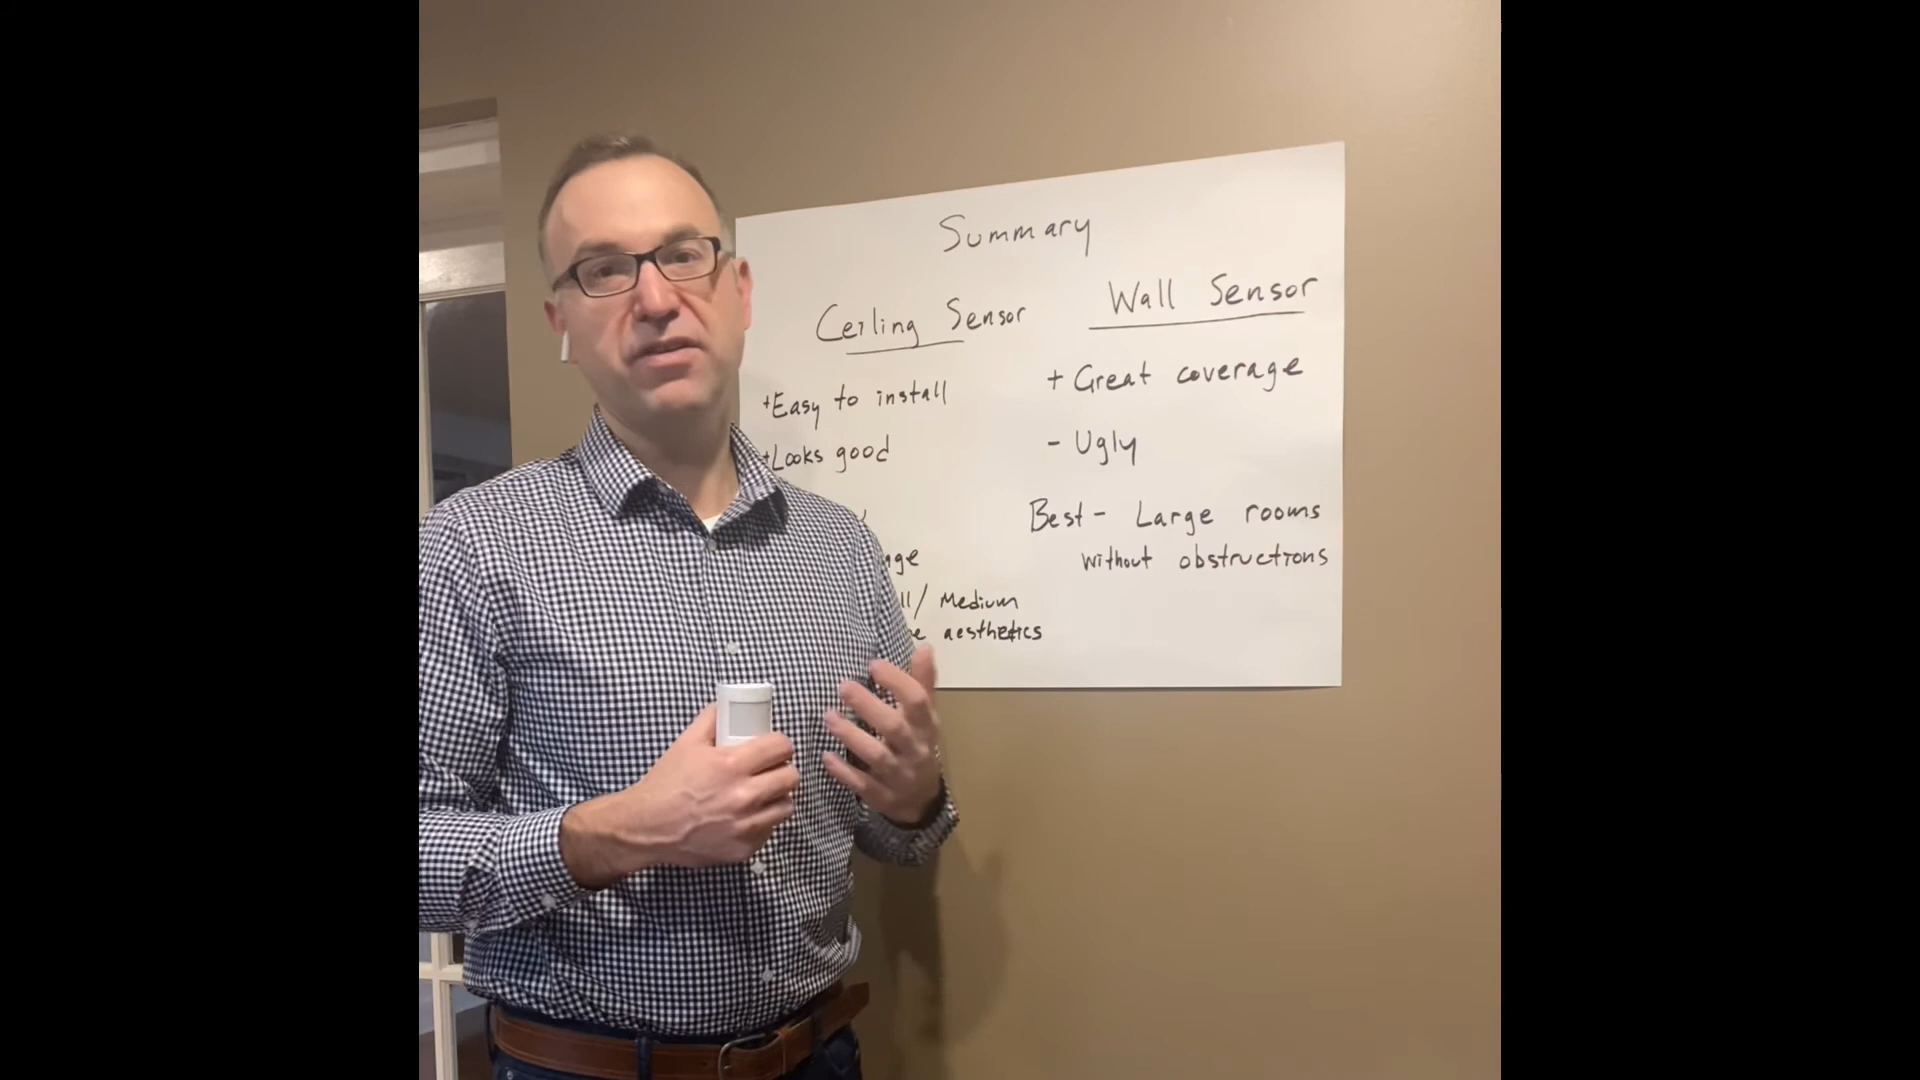 Summary
Ceiling Sensor
+Easy to install
+Looks good
Medium
aesthetics
Wall Sensor
+ Great coverage
- Ugly
Best - Large rooms
without obstructions